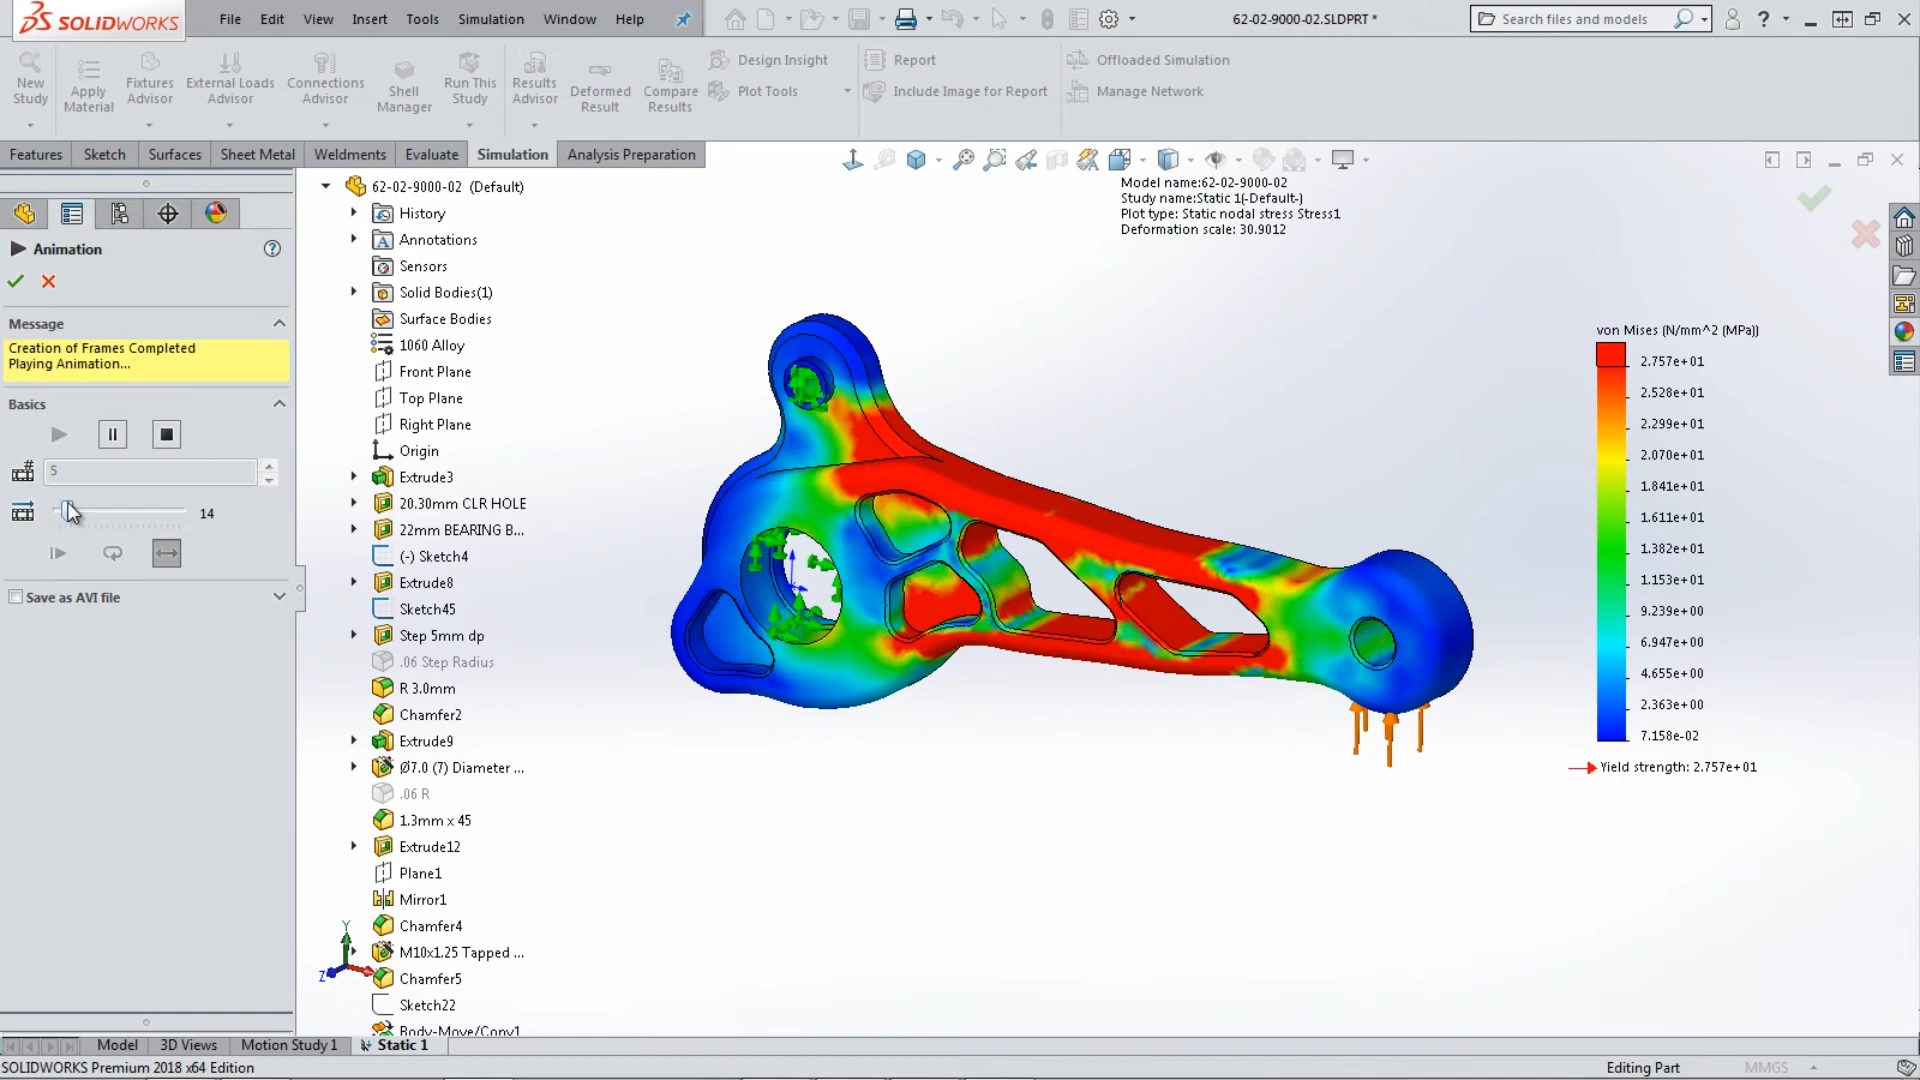 SOLIDWORKS
File Edit View Insert Tools Simulation Window Help
62-02-9000-02.SLDPRT *
Search files and models
New Study
Apply Material
Fixtures Advisor
External Loads Advisor
Connections Advisor
Shell Manager
Run This Study
Results Advisor
Deformed Result
Compare Results
Design Insight
Plot Tools
Report
Include Image for Report
Offloaded Simulation
Manage Network
Features Sketch Surfaces Sheet Metal Weldments Evaluate Simulation Analysis Preparation
Animation
Message
Creation of Frames Completed
Playing Animation...
Basics
5
14
Save as AVI file
62-02-9000-02 (Default)
History
Annotations
Sensors
Solid Bodies(1)
Surface Bodies
1060 Alloy
Front Plane
Top Plane
Right Plane
Origin
Extrude3
20.30mm CLR HOLE
22mm BEARING B...
(-) Sketch4
Extrude8
Sketch45
Step 5mm dp
.06 Step Radius
R 3.0mm
Chamfer2
Extrude9
Ø7.0 (7) Diameter ...
.06 R
1.3mm x 45
Extrude12
Plane1
Mirror1
Chamfer4
M10x1.25 Tapped ...
Chamfer5
Sketch22
Body-Move/Copy1
Y
Z
Model name:62-02-9000-02
Study name:Static 1(-Default-)
Plot type: Static nodal stress Stress1
Deformation scale: 30.9012
von Mises (N/mm^2 (MPa))
2.757e+01
2.528e+01
2.299e+01
2.070e+01
1.841e+01
1.611e+01
1.382e+01
1.153e+01
9.239e+00
6.947e+00
4.655e+00
2.363e+00
7.158e-02
Yield strength: 2.757e+01
Model 3D Views Motion Study 1 Static 1
SOLIDWORKS Premium 2018 x64 Edition
Editing Part
MMGS